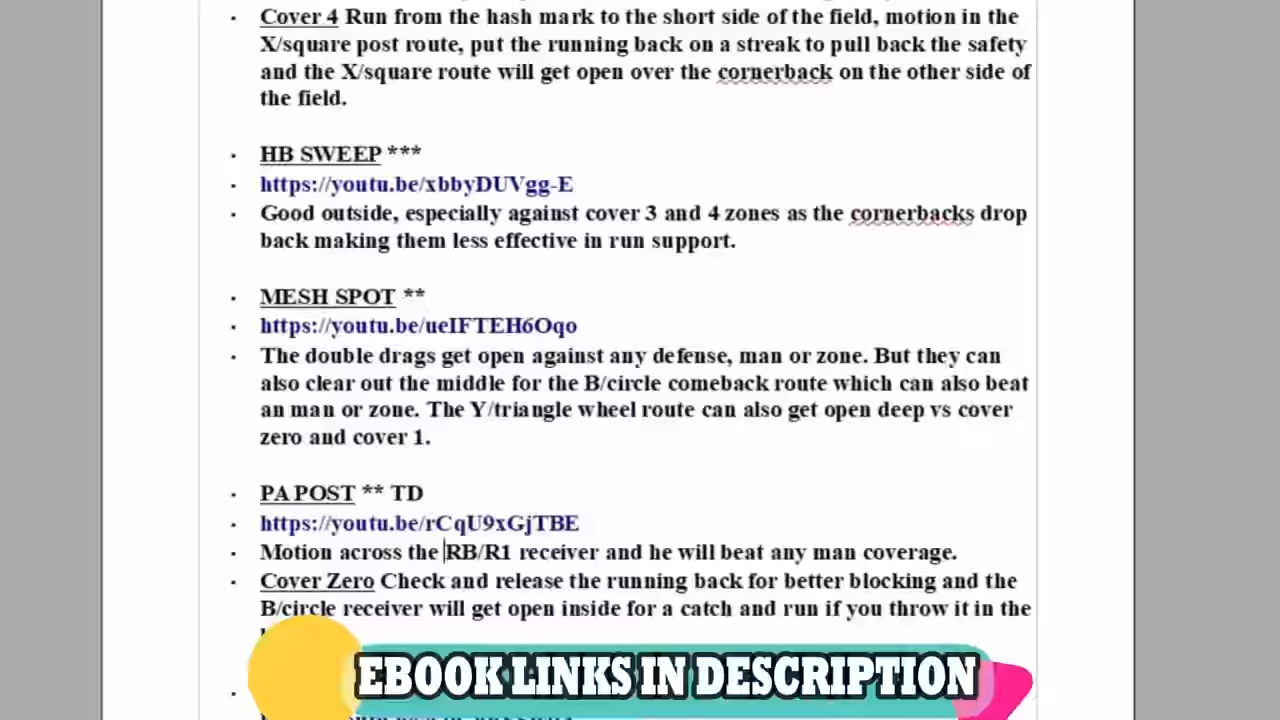 · Cover 4 Run from the hash mark to the short side of the field, motion in the
X/square post route, put the running back on a streak to pull back the safety
and the X/square route will get open over the cornerback on the other side of
the field.
· HB SWEEP ***
· https://youtu.be/xbbyDUVgg-E
· Good outside, especially against cover 3 and 4 zones as the cornerbacks drop
back making them less effective in run support.
· MESH SPOT **
· https://youtu.be/ueIFTEH6Oqo
· The double drags get open against any defense, man or zone. But they can
also clear out the middle for the B/circle comeback route which can also beat
an man or zone. The Y/triangle wheel route can also get open deep vs cover
zero and cover 1.
· PA POST ** TD
· https://youtu.be/rCqU9xGjTBE
· Motion across the RB/R1 receiver and he will beat any man coverage.
· Cover Zero Check and release the running back for better blocking and the
B/circle receiver will get open inside for a catch and run if you throw it in the
EBOOK LINKS IN DESCRIPTION